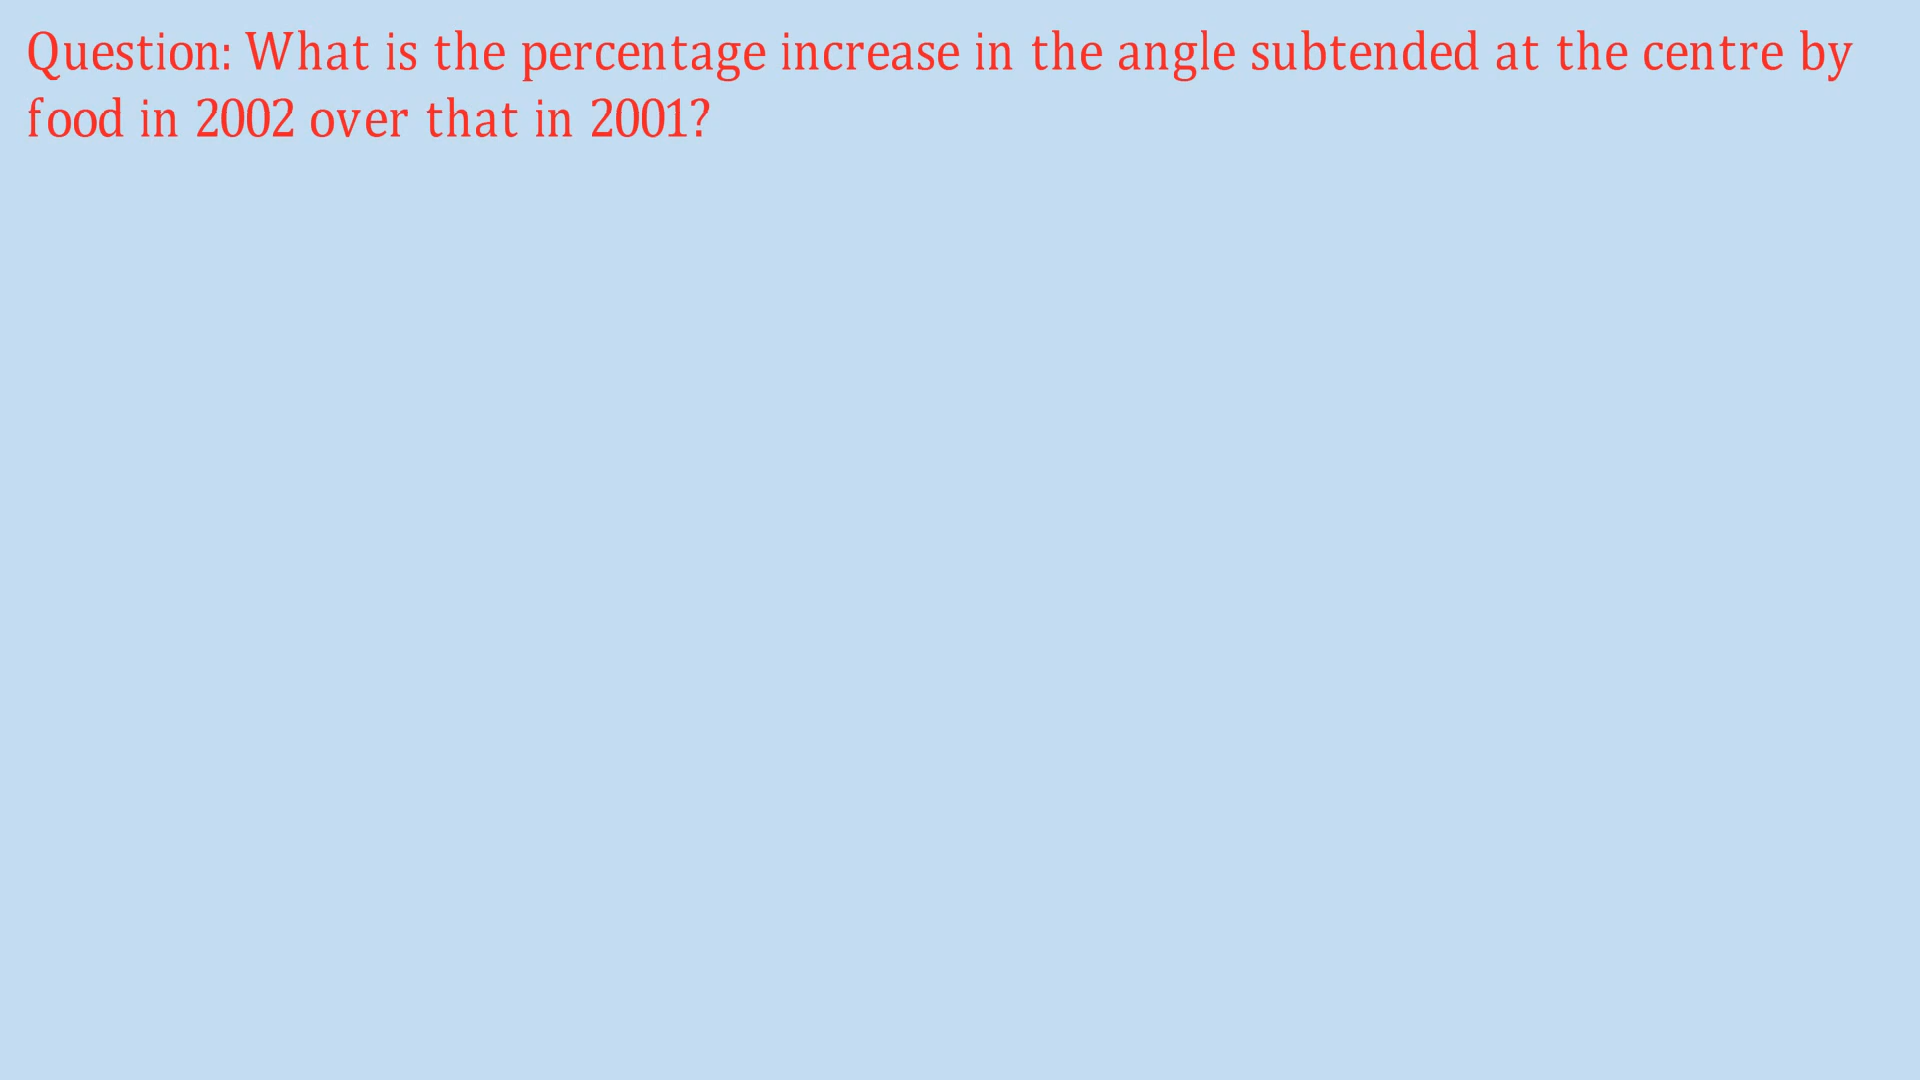 Question: What is the percentage increase in the angle subtended at the centre by
food in 2002 over that in 2001?